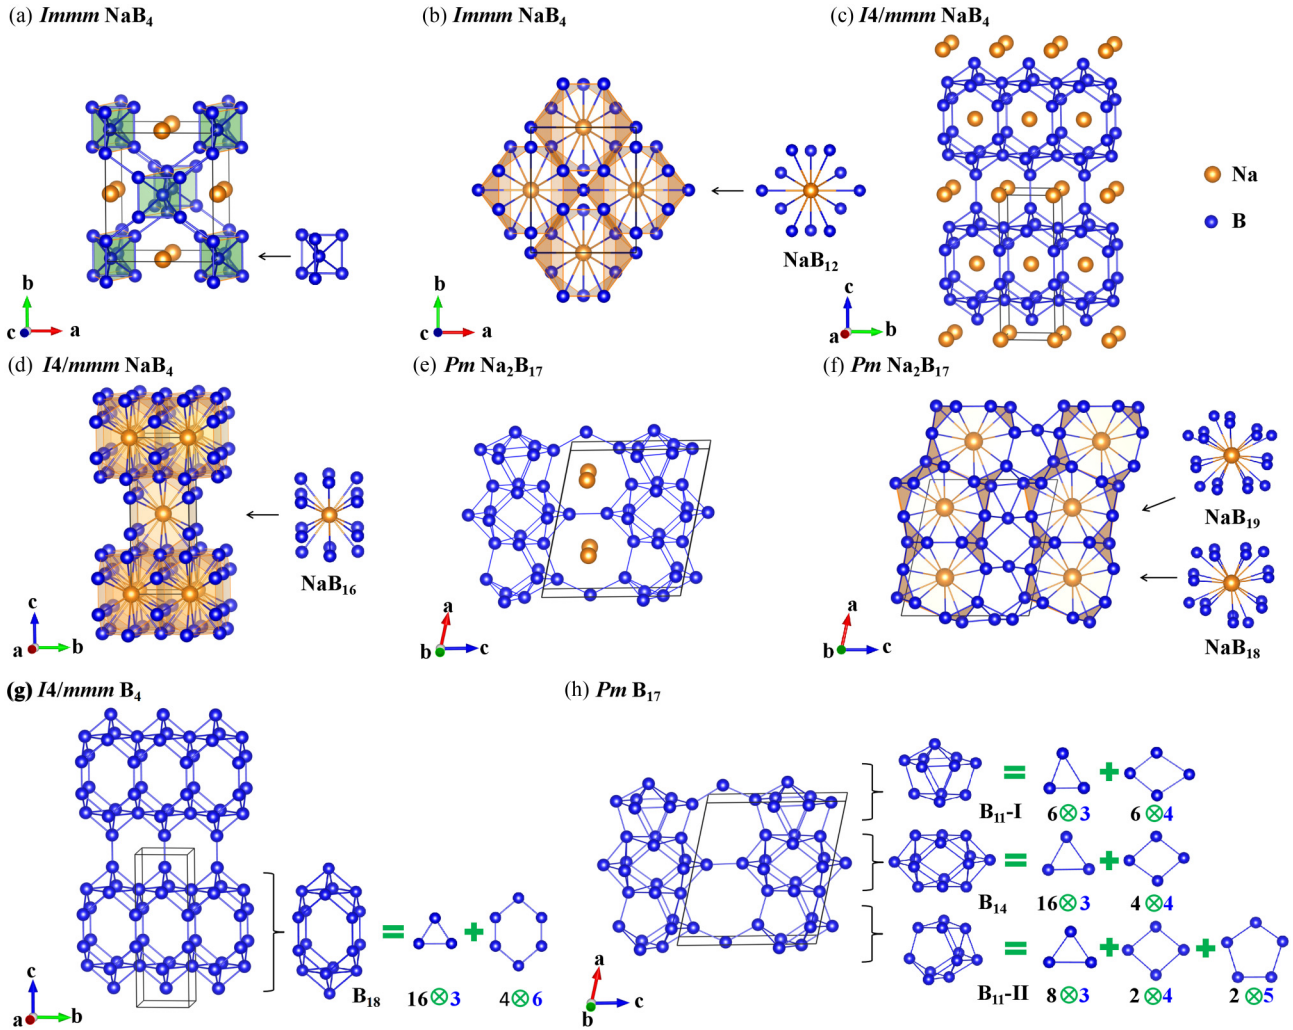 (a) Immm NaB₄
(b) Immm NaB₄
(c) I4/mmm NaB₄
Na
B
NaB₁₂
b
c
a
b
c
a
c
a
b
(d) I4/mmm NaB₄
(e) Pm Na₂B₁₇
(f) Pm Na₂B₁₇
NaB₁₆
NaB₁₉
NaB₁₈
c
a
b
a
b
c
a
b
c
(g) I4/mmm B₄
(h) Pm B₁₇
B₁₈ = +
16⊗3 4⊗6
c
a
b
= +
B₁₁-I 6⊗3 6⊗4
= +
B₁₄ 16⊗3 4⊗4
= + +
B₁₁-II 8⊗3 2⊗4 2⊗5
a
b
c